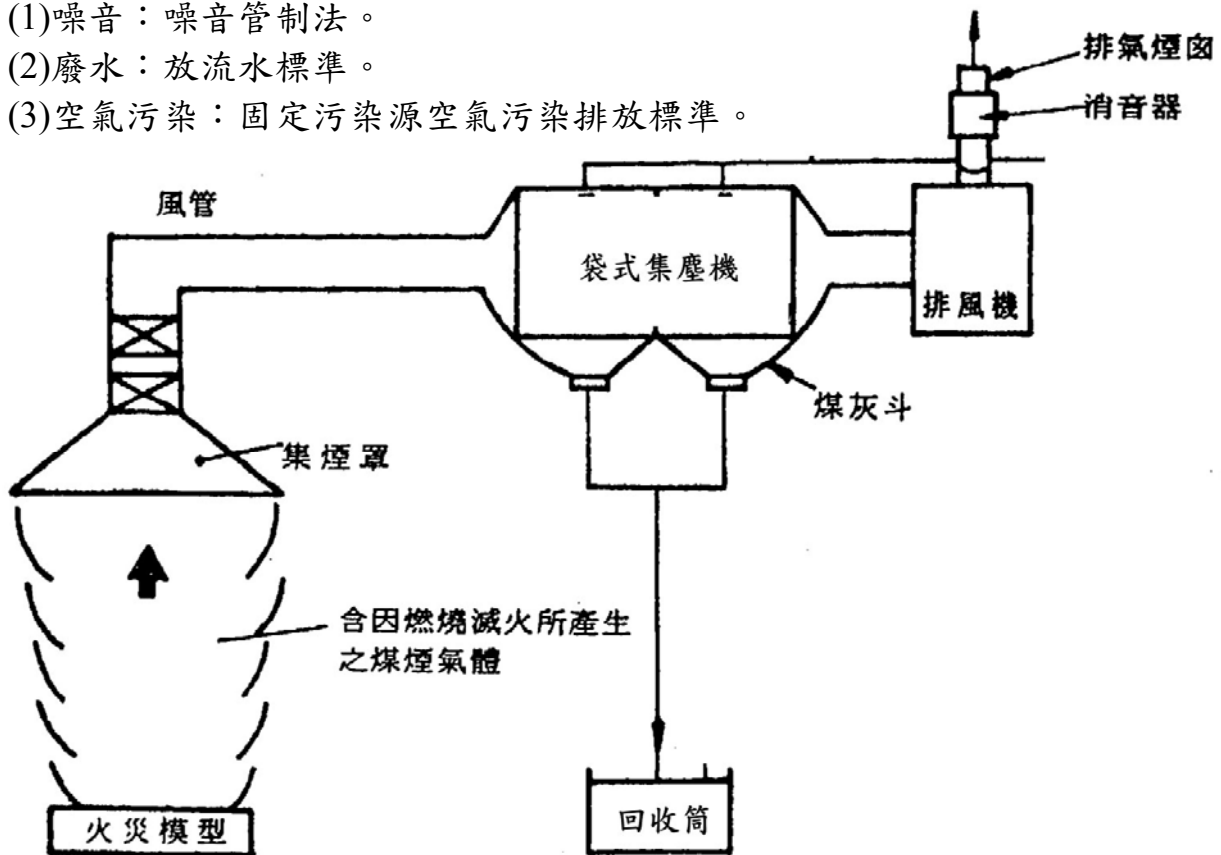 (1)噪音：噪音管制法。
(2)廢水：放流水標準。
(3)空氣污染：固定污染源空氣污染排放標準。
排氣煙囪
消音器
風管
袋式集塵機
排風機
煤灰斗
集煙罩
含因燃燒滅火所產生
之煤煙氣體
火災模型
回收筒